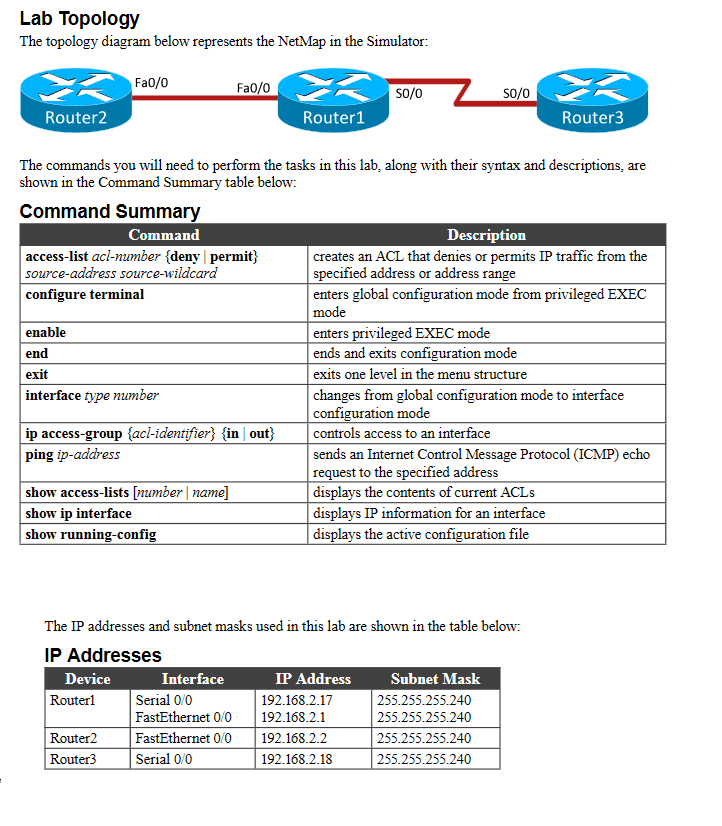 Lab Topology
The topology diagram below represents the NetMap in the Simulator:
Fa0/0
Fa0/0
S0/0
S0/0
Router2
Router1
Router3
The commands you will need to perform the tasks in this lab, along with their syntax and descriptions, are
shown in the Command Summary table below:
Command Summary
Command Description
access-list acl-number {deny | permit} creates an ACL that denies or permits IP traffic from the
source-address source-wildcard specified address or address range
configure terminal enters global configuration mode from privileged EXEC
mode
enable enters privileged EXEC mode
end ends and exits configuration mode
exit exits one level in the menu structure
interface type number changes from global configuration mode to interface
configuration mode
ip access-group {acl-identifier} {in | out} controls access to an interface
ping ip-address sends an Internet Control Message Protocol (ICMP) echo
request to the specified address
show access-lists [number | name] displays the contents of current ACLs
show ip interface displays IP information for an interface
show running-config displays the active configuration file
The IP addresses and subnet masks used in this lab are shown in the table below:
IP Addresses
Device Interface IP Address Subnet Mask
Router1 Serial 0/0 192.168.2.17 255.255.255.240
FastEthernet 0/0 192.168.2.1 255.255.255.240
Router2 FastEthernet 0/0 192.168.2.2 255.255.255.240
Router3 Serial 0/0 192.168.2.18 255.255.255.240